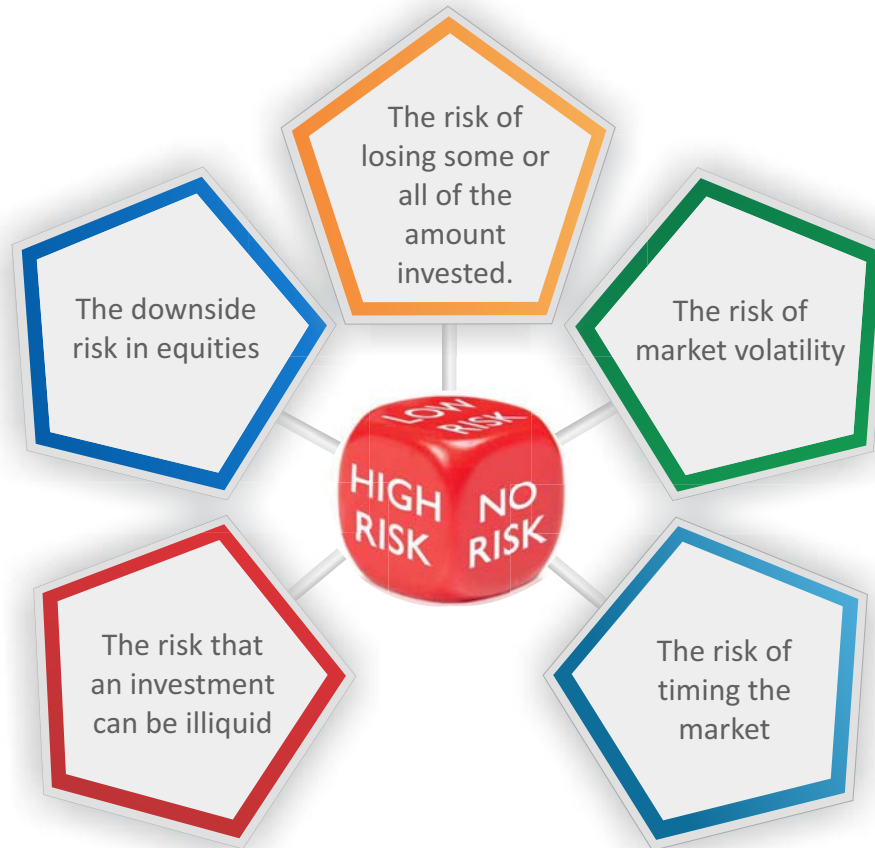 The risk of
losing some or
all of the
amount
invested.
The downside
risk in equities
The risk of
market volatility
LOW
RISK
HIGH
RISK
NO
RISK
The risk that
an investment
can be illiquid
The risk of
timing the
market